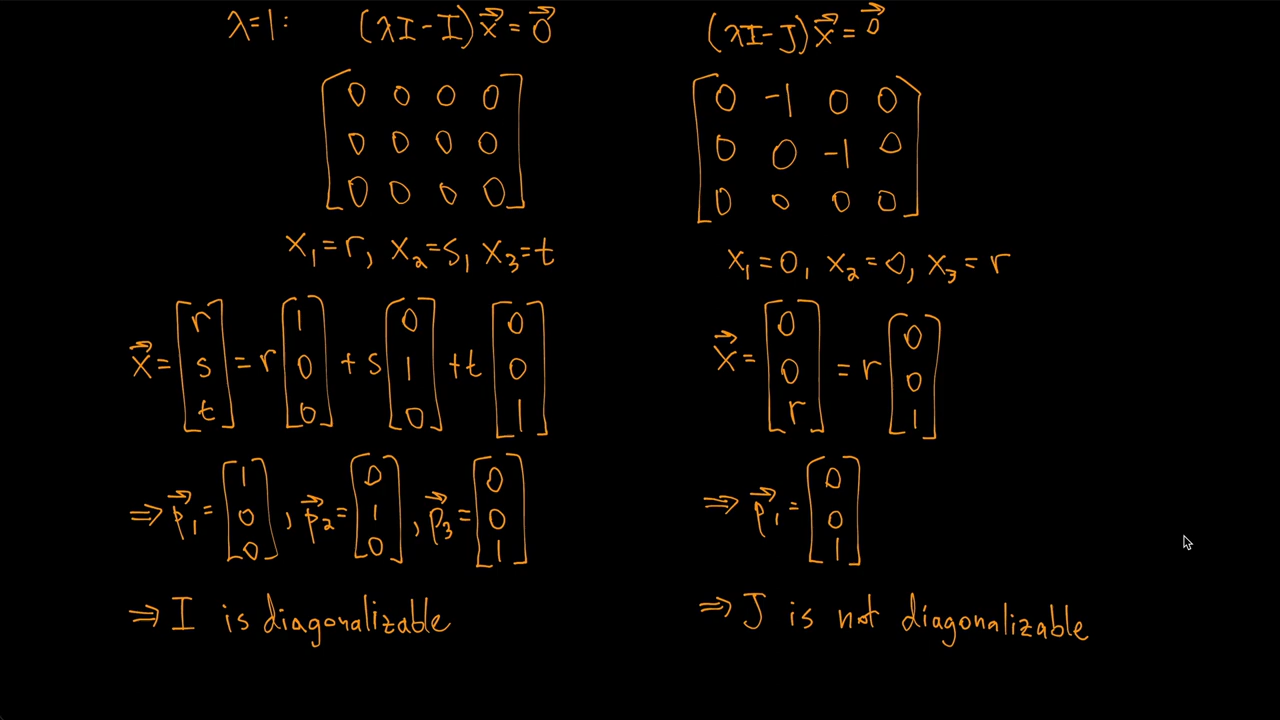 λ=1: (λI-I)x⃗=0⃗
[0 0 0 0
0 0 0 0
0 0 0 0]
x₁=r, x₂=s, x₃=t
x⃗=[r s t]=r[1 0 0]+s[0 1 0]+t[0 0 1]
⇒p⃗₁=[1 0 0], p⃗₂=[0 1 0], p⃗₃=[0 0 1]
⇒ I is diagonalizable
(λI-J)x⃗=0⃗
[0 -1 0 0
0 0 -1 0
0 0 0 0]
x₁=0, x₂=0, x₃=r
x⃗=[0 0 r]=r[0 0 1]
⇒p⃗₁=[0 0 1]
⇒ J is not diagonalizable